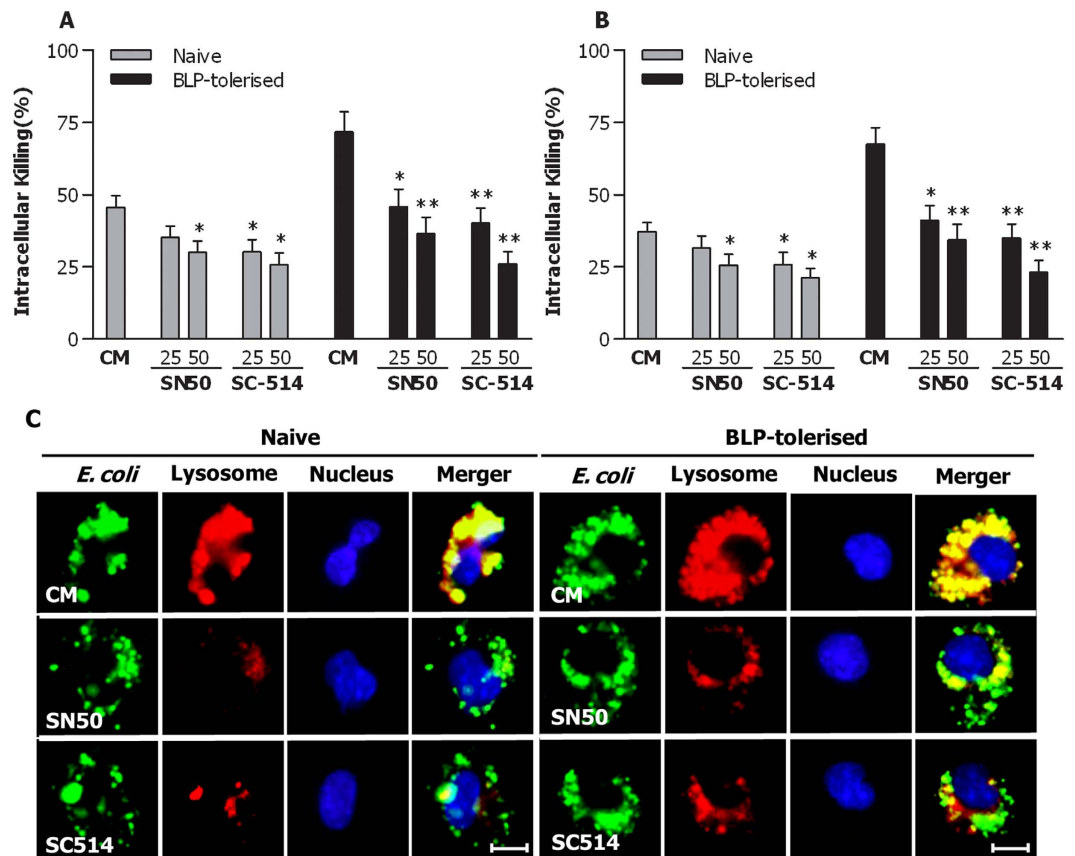 A
Naive
BLP-tolerised
Intracellular Killing(%)
100
75
50
25
0
*
*
*
*
**
**
**
CM
25 50
25 50
CM
25 50
25 50
SN50
SC-514
SN50
SC-514
B
Naive
BLP-tolerised
Intracellular Killing(%)
100
75
50
25
0
*
*
*
*
**
**
**
CM
25 50
25 50
CM
25 50
25 50
SN50
SC-514
SN50
SC-514
C
Naive
BLP-tolerised
E. coli Lysosome Nucleus Merger
E. coli Lysosome Nucleus Merger
CM
CM
SN50
SN50
SC514
SC514